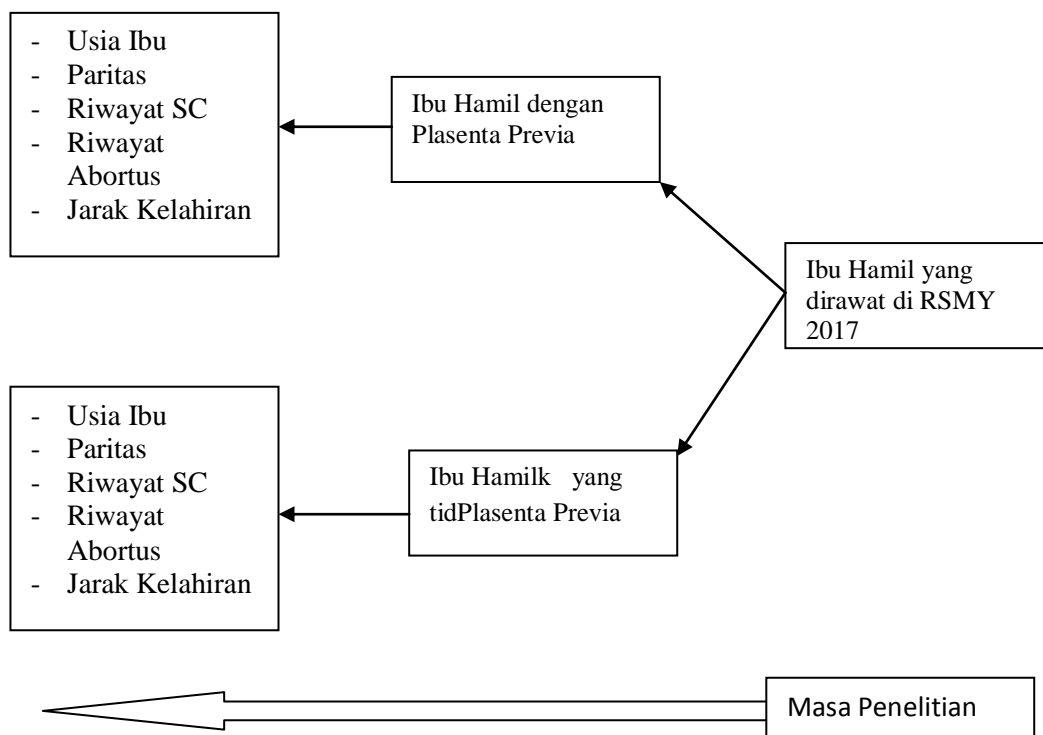 - Usia Ibu
- Paritas
- Riwayat SC
- Riwayat
Abortus
- Jarak Kelahiran
Ibu Hamil dengan
Plasenta Previa
Ibu Hamil yang
dirawat di RSMY
2017
- Usia Ibu
- Paritas
- Riwayat SC
- Riwayat
Abortus
- Jarak Kelahiran
Ibu Hamilk yang
tidPlasenta Previa
Masa Penelitian